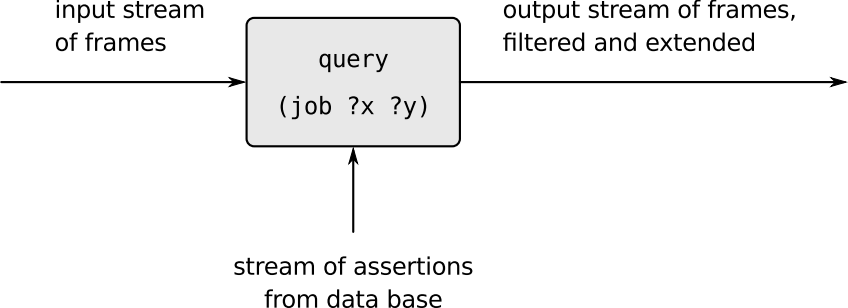 input stream
of frames
output stream of frames,
filtered and extended
query
(job ?x ?y)
stream of assertions
from data base